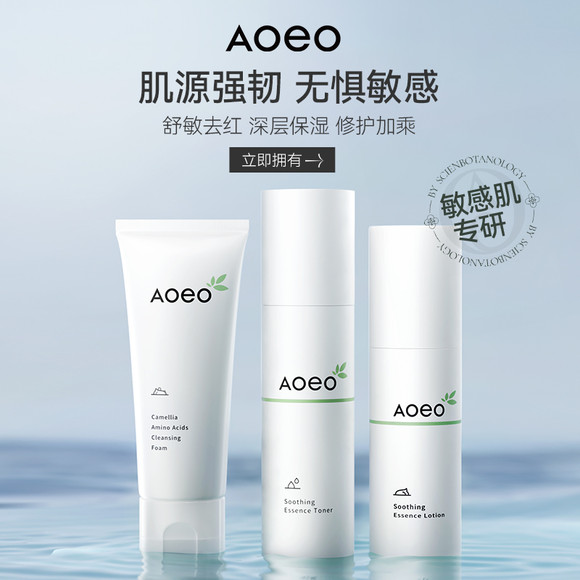 AOEO
肌源强韧 无惧敏感
舒敏去红 深层保湿 修护加乘
立即拥有
BY SCIENBOTANOLOGY
敏感肌
专研
BY SCIENBOTANOLOGY
AOEO
Camellia
Amino Acids
Cleansing
Foam
AOEO
Soothing
Essence Toner
AOEO
Soothing
Essence Lotion